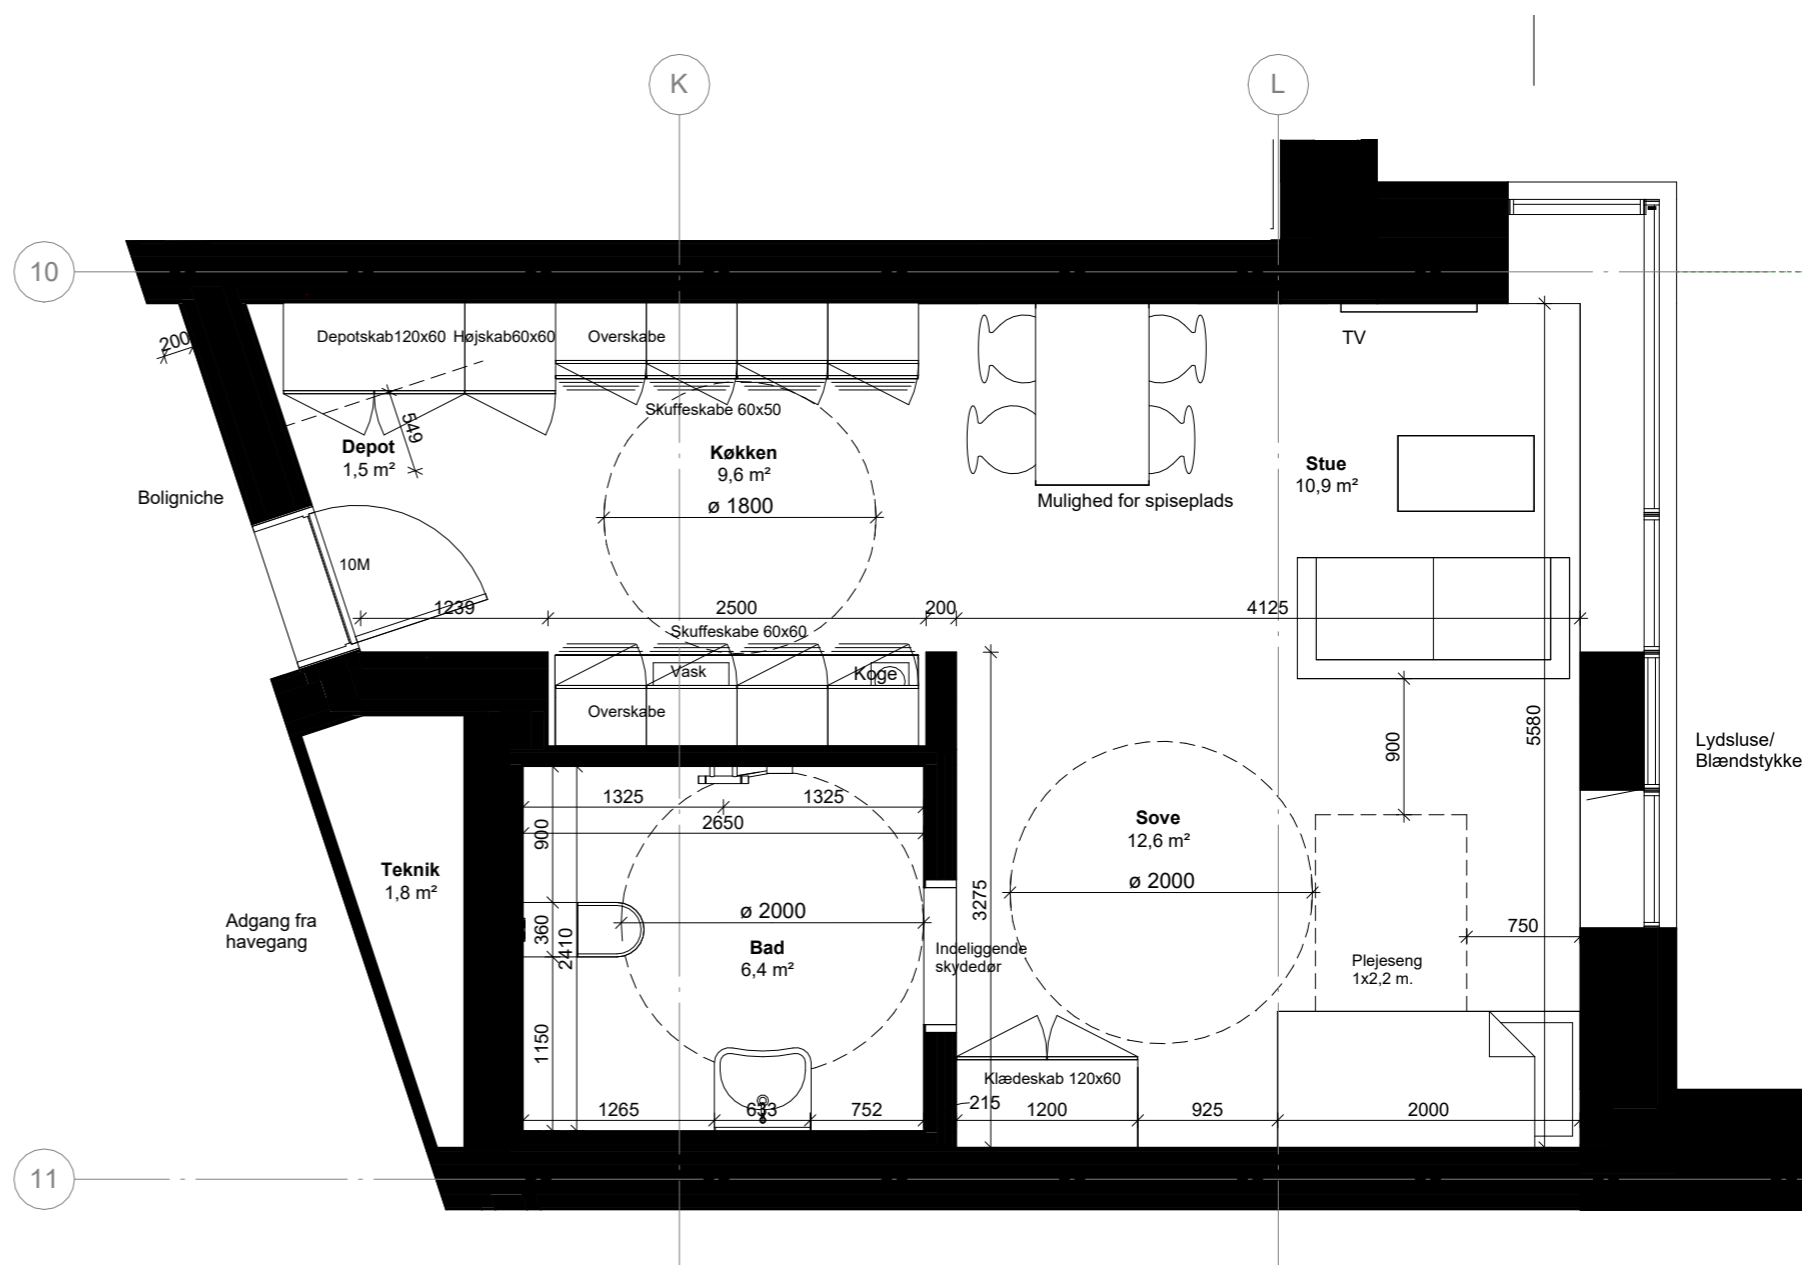 K
L
10
Depotskab120x60
Højskab60x60
Overskabe
TV
200
Skuffeskabe 60x50
549
Depot
1,5 m²
Køkken
9,6 m²
Stue
10,9 m²
Boligniche
ø 1800
Mulighed for spiseplads
10M
1239
2500
200
4125
Skuffeskabe 60x60
Vask
Koge
Overskabe
5580
900
Lydsluse/
Blændstykke
1325
1325
2650
900
Sove
12,6 m²
Teknik
1,8 m²
ø 2000
3275
ø 2000
Adgang fra
havegang
360
2410
Bad
6,4 m²
Indeliggende
skydedør
750
Plejeseng
1x2,2 m.
1150
Klædeskab 120x60
1265
633
752
215
1200
925
2000
11